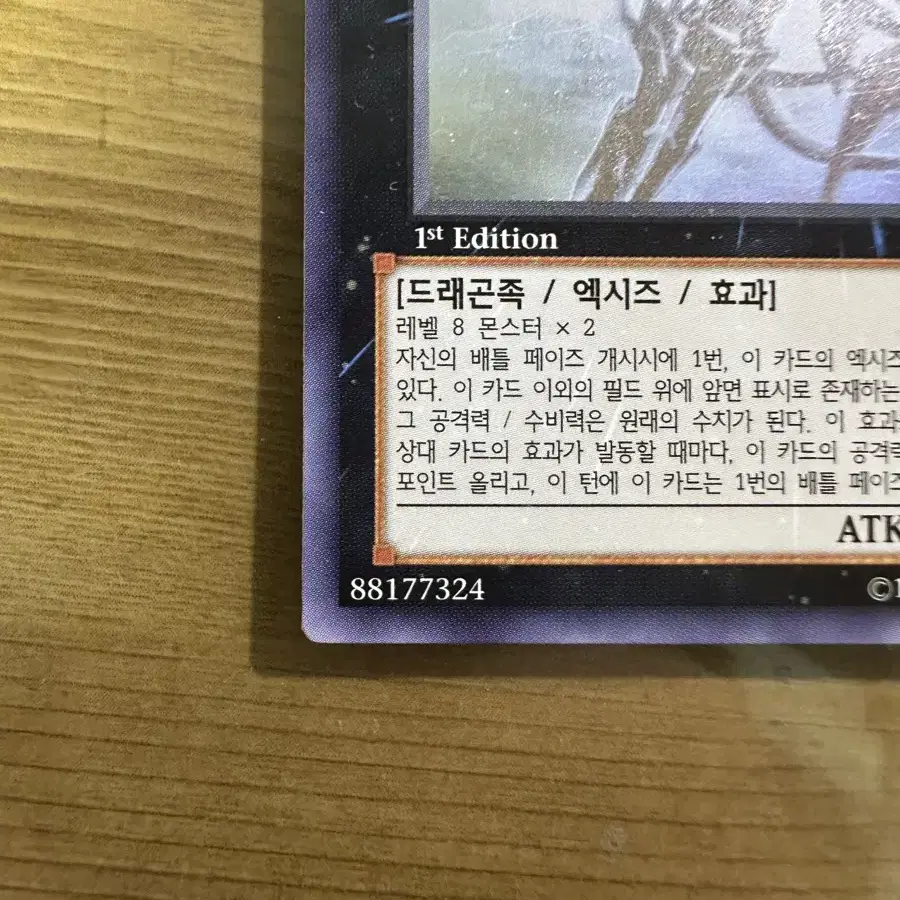 1st Edition
[드래곤족 / 엑시즈 / 효과]
레벨 8 몬스터 × 2
자신의 배틀 페이즈 개시시에 1번, 이 카드의 엑시즈
있다. 이 카드 이외의 필드 위에 앞면 표시로 존재하는
그 공격력 / 수비력은 원래의 수치가 된다. 이 효과
상대 카드의 효과가 발동할 때마다, 이 카드의 공격력
포인트 올리고, 이 턴에 이 카드는 1번의 배틀 페이즈
ATK
88177324
©1